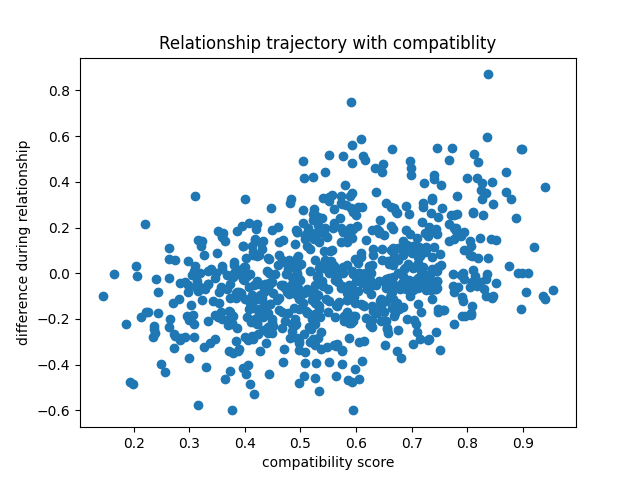 Relationship trajectory with compatiblity
difference during relationship
0.8
0.6
0.4
0.2
0.0
−0.2
−0.4
−0.6
0.2 0.3 0.4 0.5 0.6 0.7 0.8 0.9
compatibility score